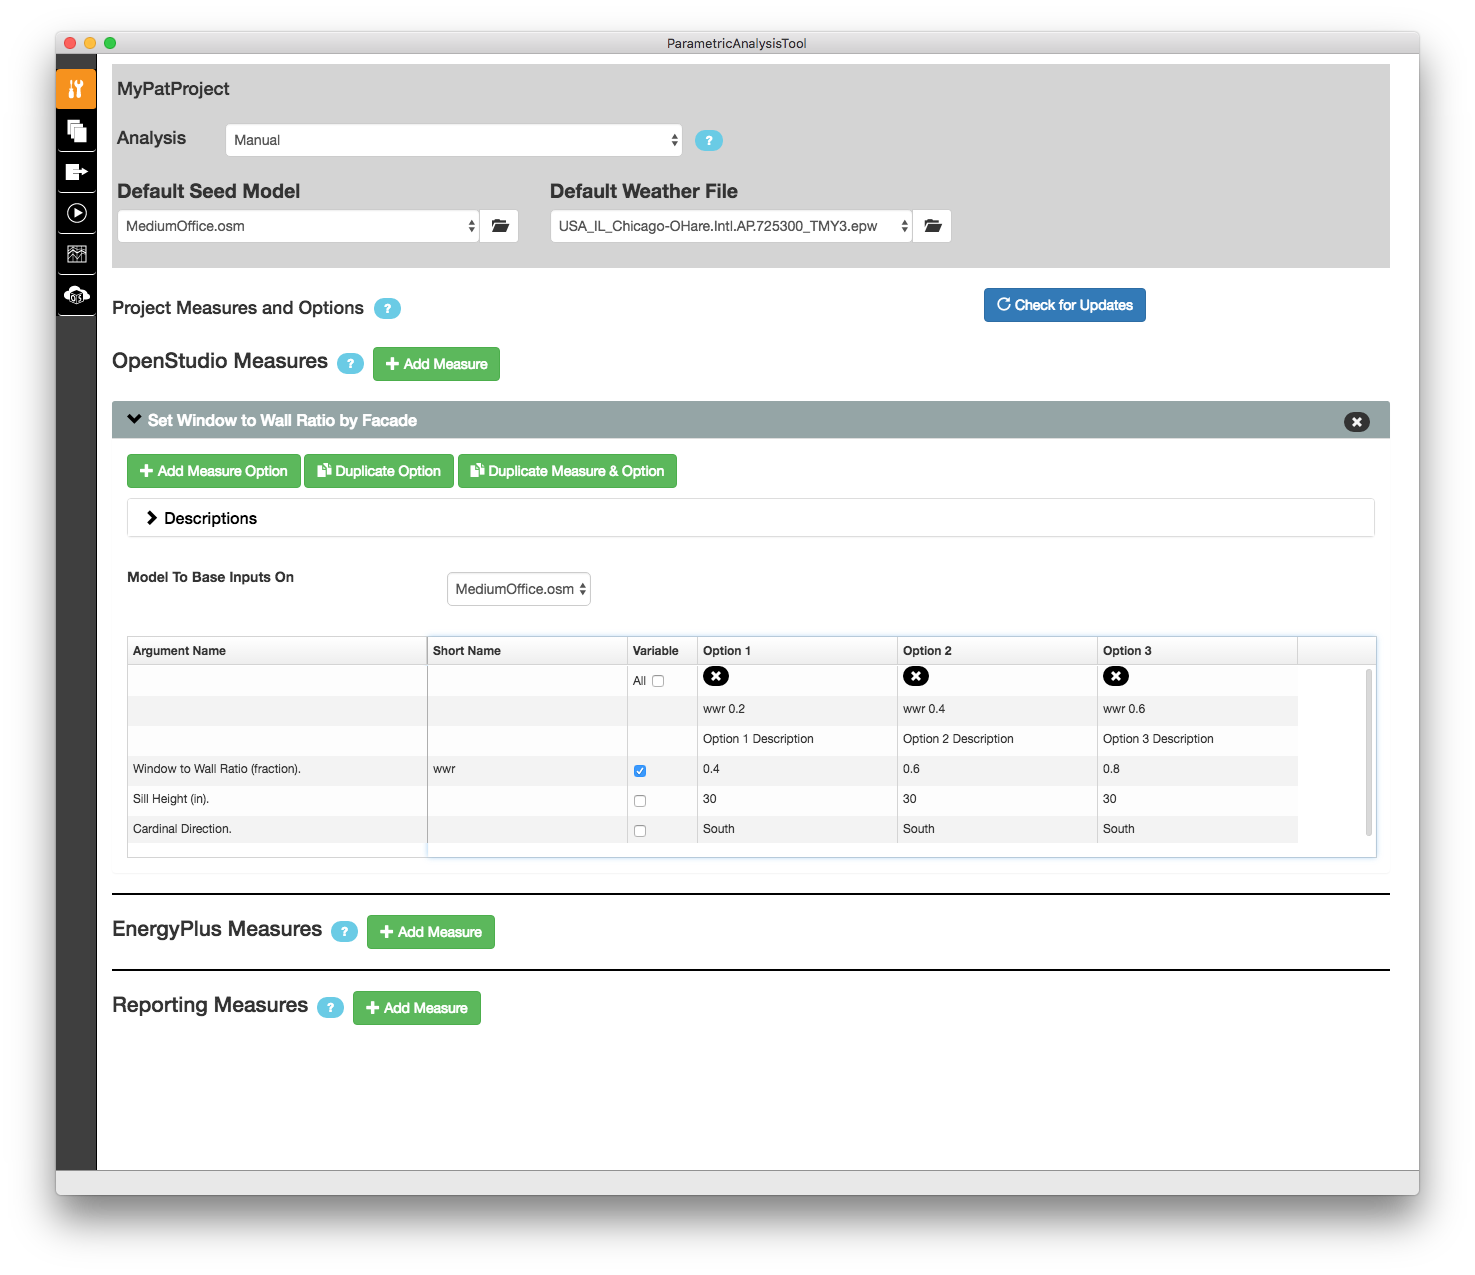 ParametricAnalysisTool
MyPatProject
Analysis Manual ?
Default Seed Model Default Weather File
MediumOffice.osm USA_IL_Chicago-OHare.Intl.AP.725300_TMY3.epw
Project Measures and Options ? Check for Updates
OpenStudio Measures ? Add Measure
Set Window to Wall Ratio by Facade
Add Measure Option Duplicate Option Duplicate Measure & Option
Descriptions
Model To Base Inputs On MediumOffice.osm
Argument Name Short Name Variable Option 1 Option 2 Option 3
All
wwr 0.2 wwr 0.4 wwr 0.6
Option 1 Description Option 2 Description Option 3 Description
Window to Wall Ratio (fraction). wwr 0.4 0.6 0.8
Sill Height (in). 30 30 30
Cardinal Direction. South South South
EnergyPlus Measures ? Add Measure
Reporting Measures ? Add Measure